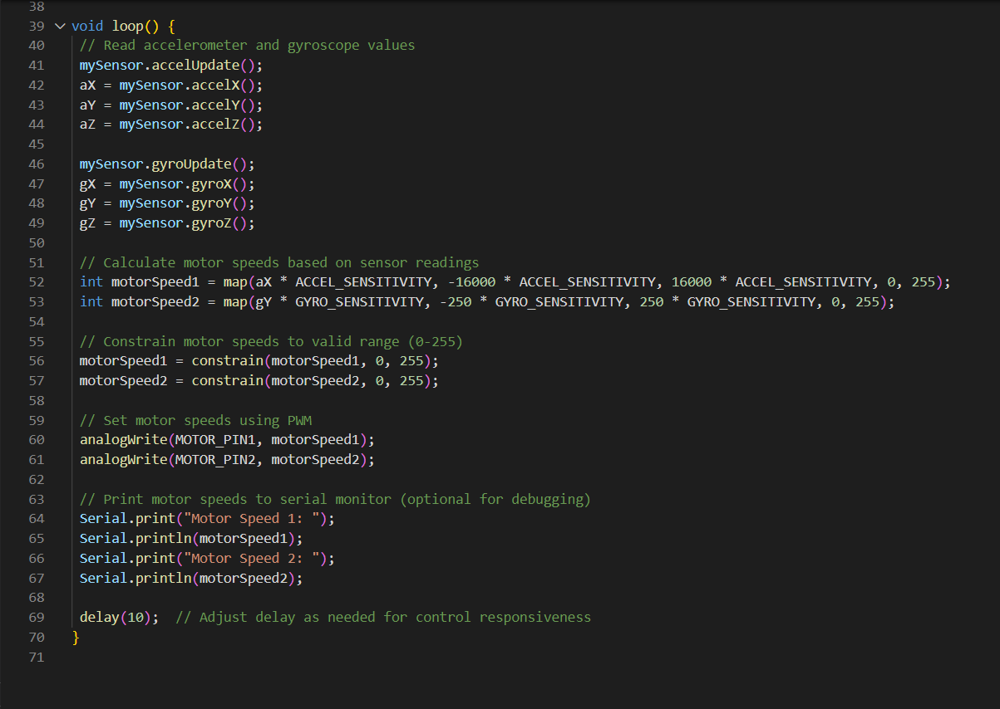 38
39 void loop() {
40 // Read accelerometer and gyroscope values
41 mySensor.accelUpdate();
42 aX = mySensor.accelX();
43 aY = mySensor.accelY();
44 aZ = mySensor.accelZ();
45
46 mySensor.gyroUpdate();
47 gX = mySensor.gyroX();
48 gY = mySensor.gyroY();
49 gZ = mySensor.gyroZ();
50
51 // Calculate motor speeds based on sensor readings
52 int motorSpeed1 = map(aX * ACCEL_SENSITIVITY, -16000 * ACCEL_SENSITIVITY, 16000 * ACCEL_SENSITIVITY, 0, 255);
53 int motorSpeed2 = map(gY * GYRO_SENSITIVITY, -250 * GYRO_SENSITIVITY, 250 * GYRO_SENSITIVITY, 0, 255);
54
55 // Constrain motor speeds to valid range (0-255)
56 motorSpeed1 = constrain(motorSpeed1, 0, 255);
57 motorSpeed2 = constrain(motorSpeed2, 0, 255);
58
59 // Set motor speeds using PWM
60 analogWrite(MOTOR_PIN1, motorSpeed1);
61 analogWrite(MOTOR_PIN2, motorSpeed2);
62
63 // Print motor speeds to serial monitor (optional for debugging)
64 Serial.print("Motor Speed 1: ");
65 Serial.println(motorSpeed1);
66 Serial.print("Motor Speed 2: ");
67 Serial.println(motorSpeed2);
68
69 delay(10); // Adjust delay as needed for control responsiveness
70 }
71